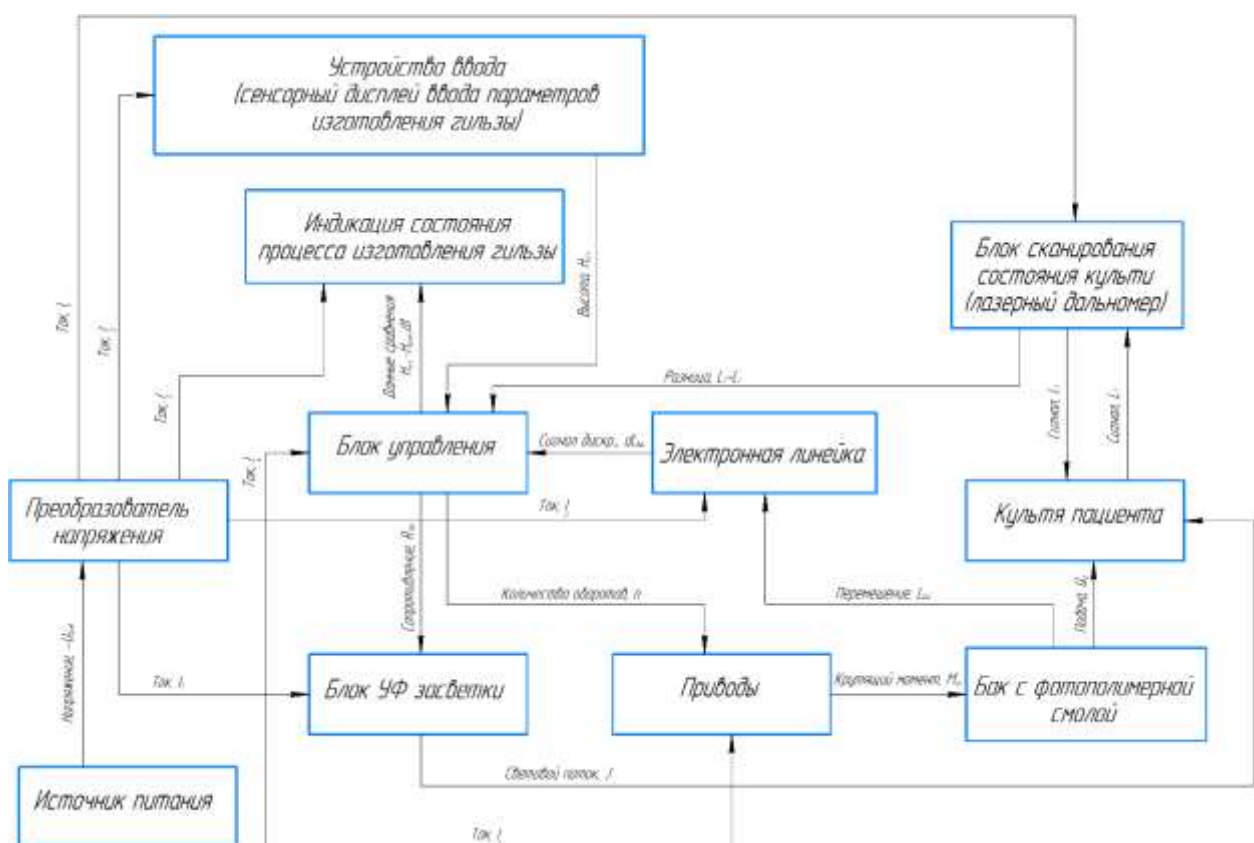 Устройство ввода
(сенсорный дисплей ввода параметров
изготовления гильзы)
Индикация состояния
процесса изготовления гильзы
Блок сканирования
состояния культи
(лазерный дальномер)
Ток,
Ток,
Ток,
Данные сравнения
Высота,
Разница,
Сигнал,
Сигнал,
Блок управления
Сигнал
Электронная линейка
Ток,
Преобразователь
напряжения
Ток,
Культя пациента
Напряжение,
Сопротивление,
Количество оборотов, n
Перемещение,
Подача,
Ток,
Блок УФ засветки
Приводы
Крутящий момент,
Бак с фотополимерной
смолой
Световой поток,
Источник питания
Ток,